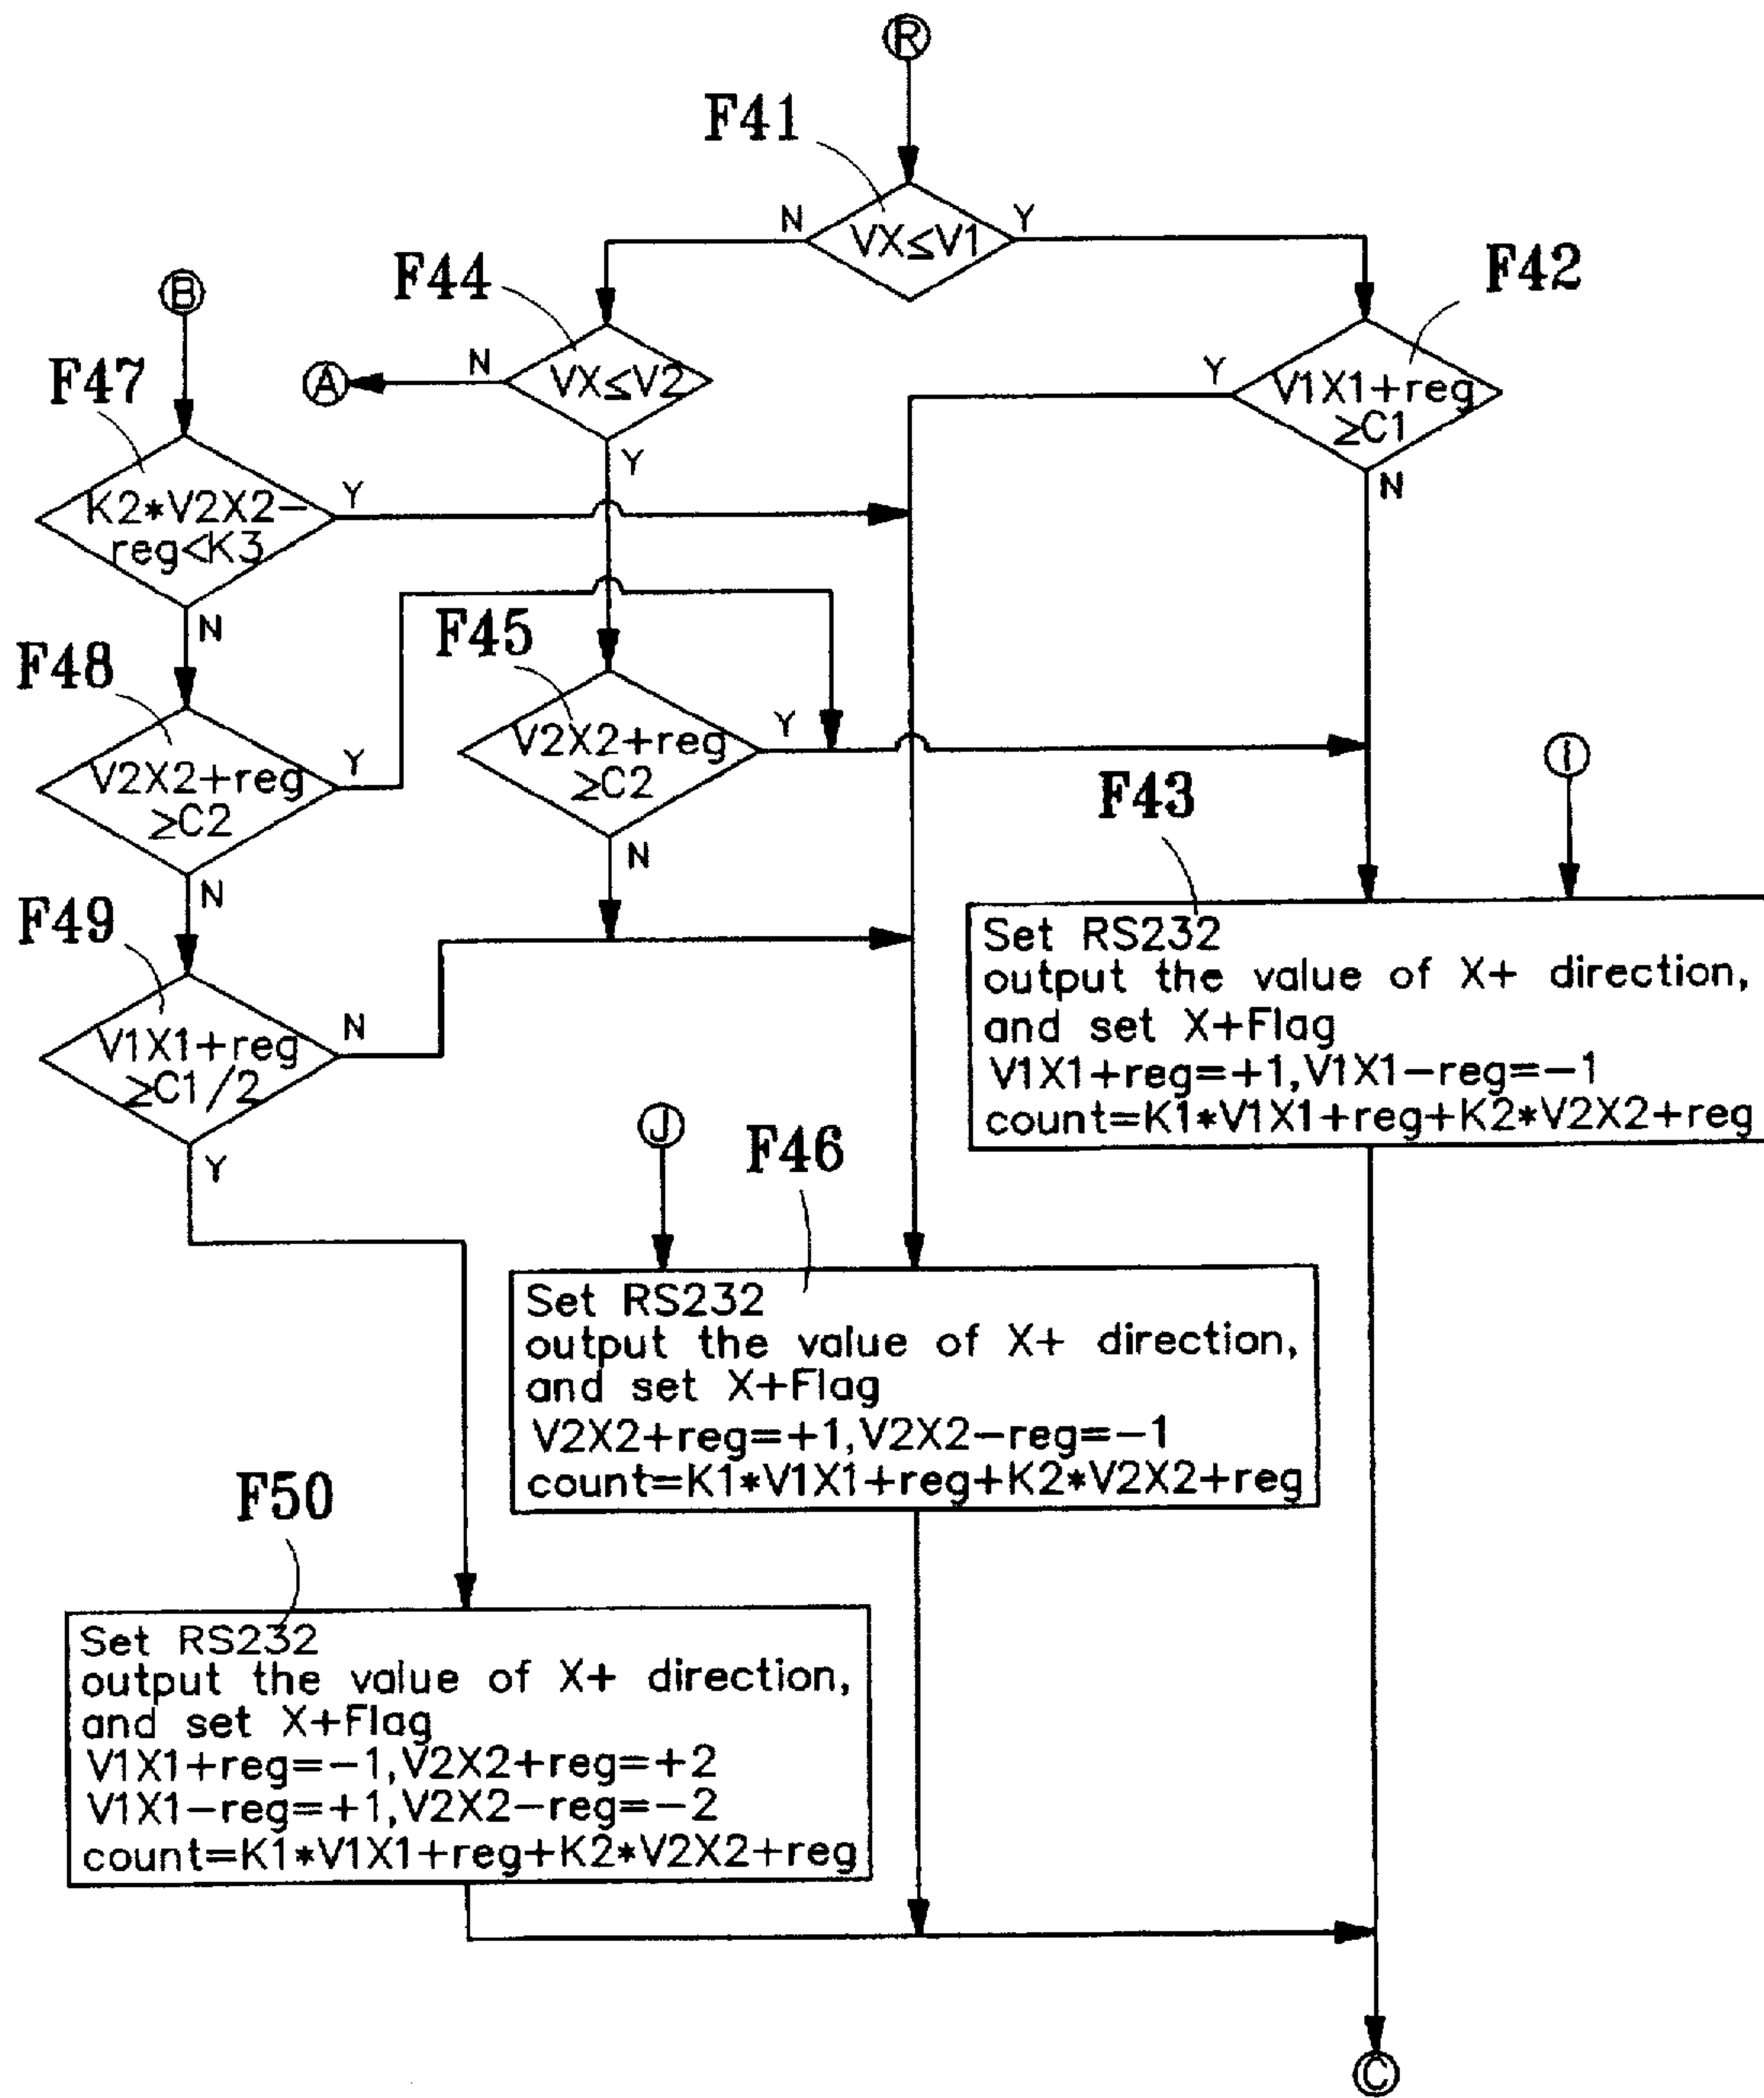 R
F41
N
VX≤V1
Y
F42
F44
B
A
N
VX≤V2
Y
Y
V1X1+reg
≥C1
N
F47
K2*V2X2-
reg<K3
Y
N
F48
F45
V2X2+reg
≥C2
Y
N
V2X2+reg
≥C2
Y
N
I
F43
Set RS232
output the value of X+ direction,
and set X+Flag
V1X1+reg=+1,V1X1-reg=-1
count=K1*V1X1+reg+K2*V2X2+reg
F49
V1X1+reg
≥C1/2
N
Y
J
F46
Set RS232
output the value of X+ direction,
and set X+Flag
V2X2+reg=+1,V2X2-reg=-1
count=K1*V1X1+reg+K2*V2X2+reg
F50
Set RS232
output the value of X+ direction,
and set X+Flag
V1X1+reg=-1,V2X2+reg=+2
V1X1-reg=+1,V2X2-reg=-2
count=K1*V1X1+reg+K2*V2X2+reg
C